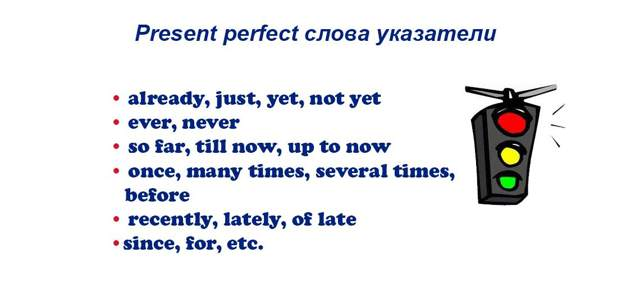 Present perfect слова указатели
• already, just, yet, not yet
• ever, never
• so far, till now, up to now
• once, many times, several times,
before
• recently, lately, of late
• since, for, etc.